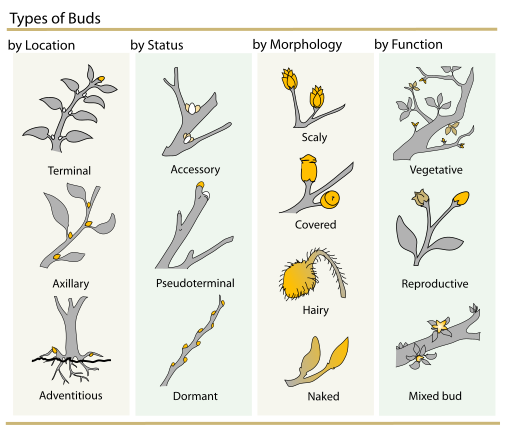 Types of Buds
by Location
Terminal
Axillary
Adventitious
by Status
Accessory
Pseudoterminal
Dormant
by Morphology
Scaly
Covered
Hairy
Naked
by Function
Vegetative
Reproductive
Mixed bud